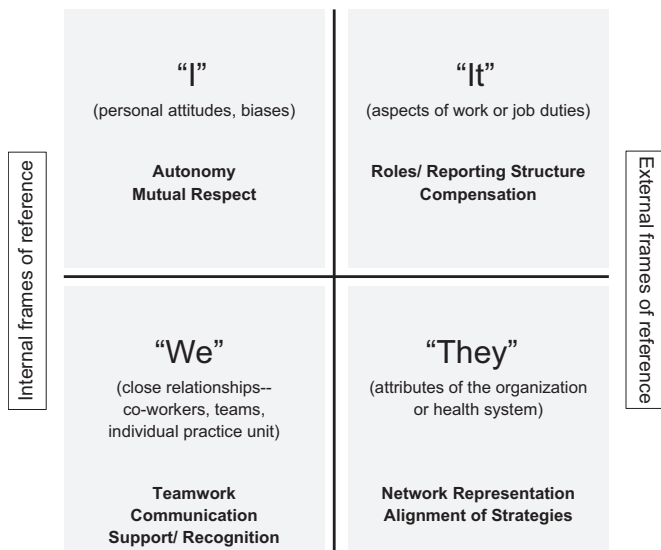 “I”
(personal attitudes, biases)
Autonomy
Mutual Respect
“It”
(aspects of work or job duties)
Roles/ Reporting Structure
Compensation
Internal frames of reference
External frames of reference
“We”
(close relationships--
co-workers, teams,
individual practice unit)
Teamwork
Communication
Support/ Recognition
“They”
(attributes of the organization
or health system)
Network Representation
Alignment of Strategies